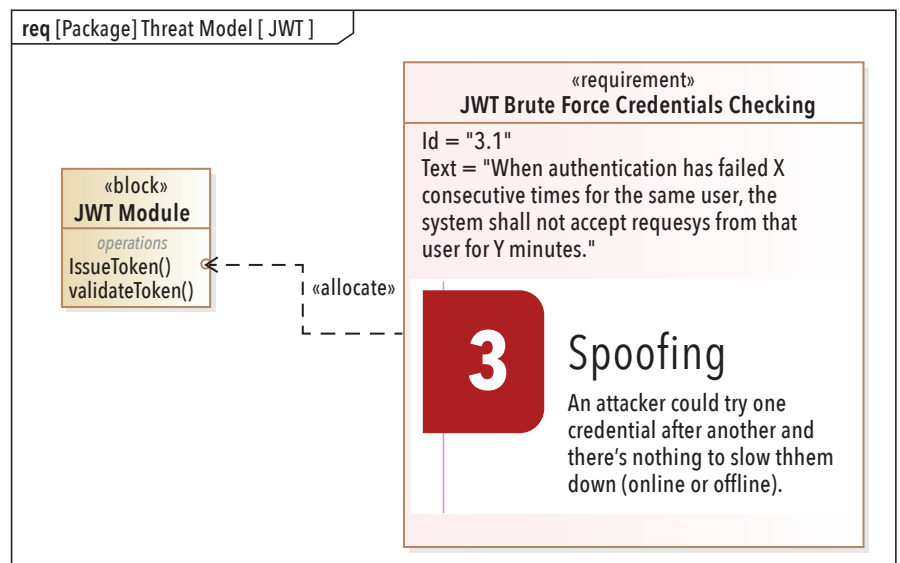 req [Package] Threat Model [ JWT ]
«requirement»
JWT Brute Force Credentials Checking
Id = "3.1"
Text = "When authentication has failed X
consecutive times for the same user, the
system shall not accept requesys from that
user for Y minutes."
«block»
JWT Module
operations
IssueToken()
validateToken()
«allocate»
3
Spoofing
An attacker could try one
credential after another and
there's nothing to slow thhem
down (online or offline).